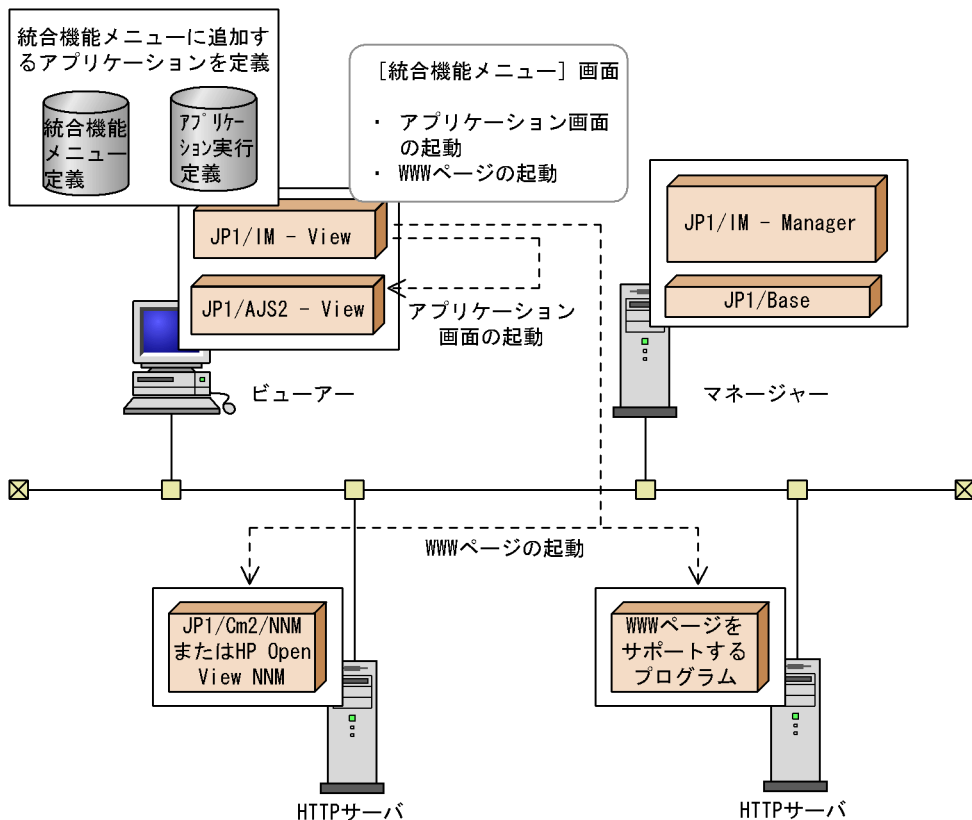 統合機能メニューに追加す
るアプリケーションを定義
統合機能
メニュー
定義
アプリケー
ション実行
定義
［統合機能メニュー］画面
・ アプリケーション画面
の起動
・ WWWページの起動
JP1/IM - View
JP1/AJS2 - View
アプリケーション
画面の起動
ビューアー
JP1/IM - Manager
JP1/Base
マネージャー
WWWページの起動
JP1/Cm2/NNM
またはHP Open
View NNM
HTTPサーバ
WWWページを
サポートする
プログラム
HTTPサーバ